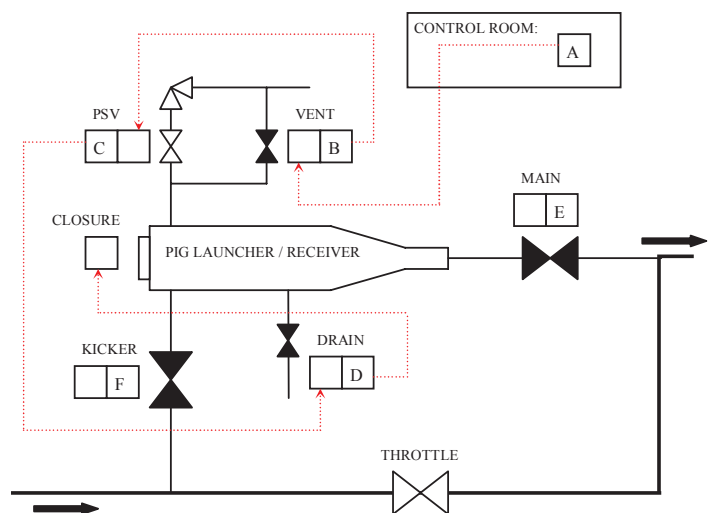 CONTROL ROOM:
A
PSV
VENT
C
B
MAIN
E
CLOSURE
PIG LAUNCHER / RECEIVER
DRAIN
KICKER
D
F
THROTTLE